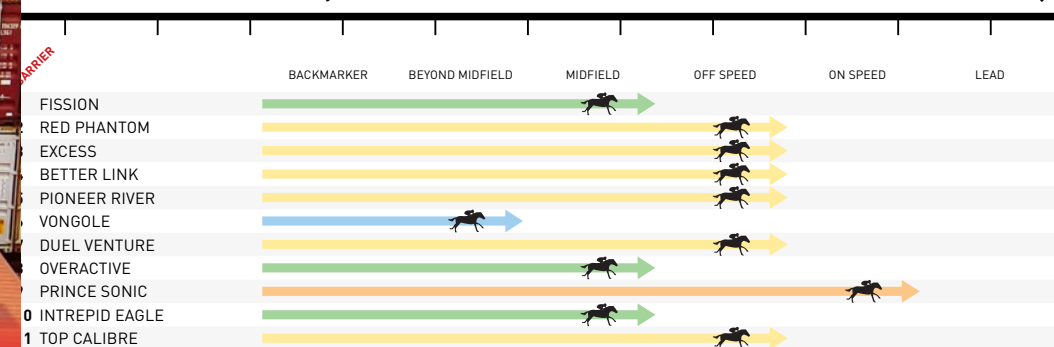 BARRIER
BACKMARKER BEYOND MIDFIELD MIDFIELD OFF SPEED ON SPEED LEAD
FISSION
RED PHANTOM
EXCESS
BETTER LINK
PIONEER RIVER
VONGOLE
DUEL VENTURE
OVERACTIVE
PRINCE SONIC
0 INTREPID EAGLE
1 TOP CALIBRE